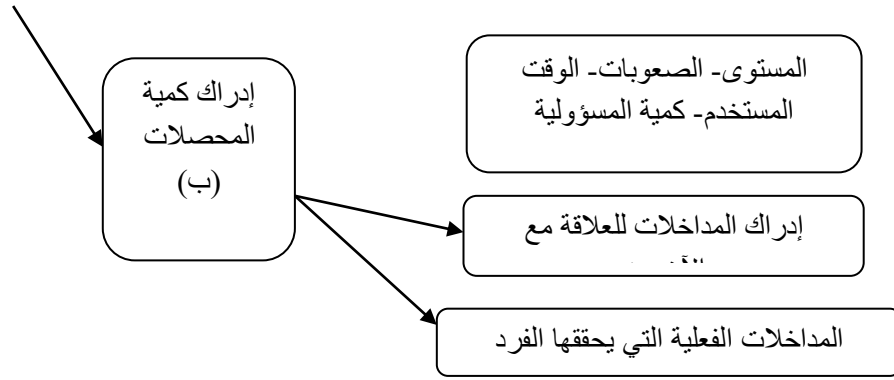 إدراك كمية
المحصلات
(ب)
المستوى- الصعوبات- الوقت
المستخدم- كمية المسؤولية
إدراك المداخلات للعلاقة مع
المداخلات الفعلية التي يحققها الفرد